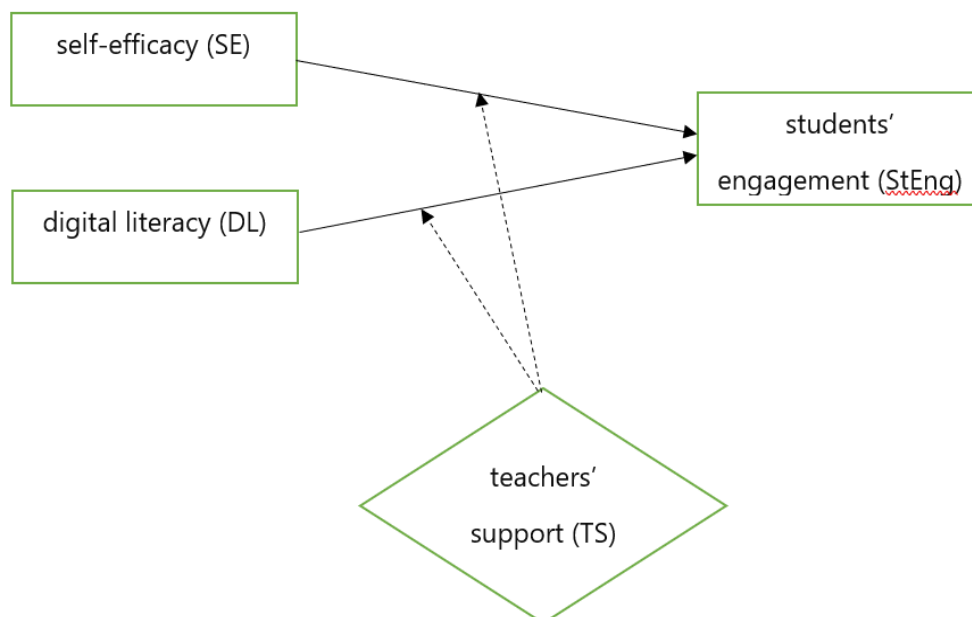 self-efficacy (SE)
digital literacy (DL)
students’
engagement (StEng)
teachers’
support (TS)